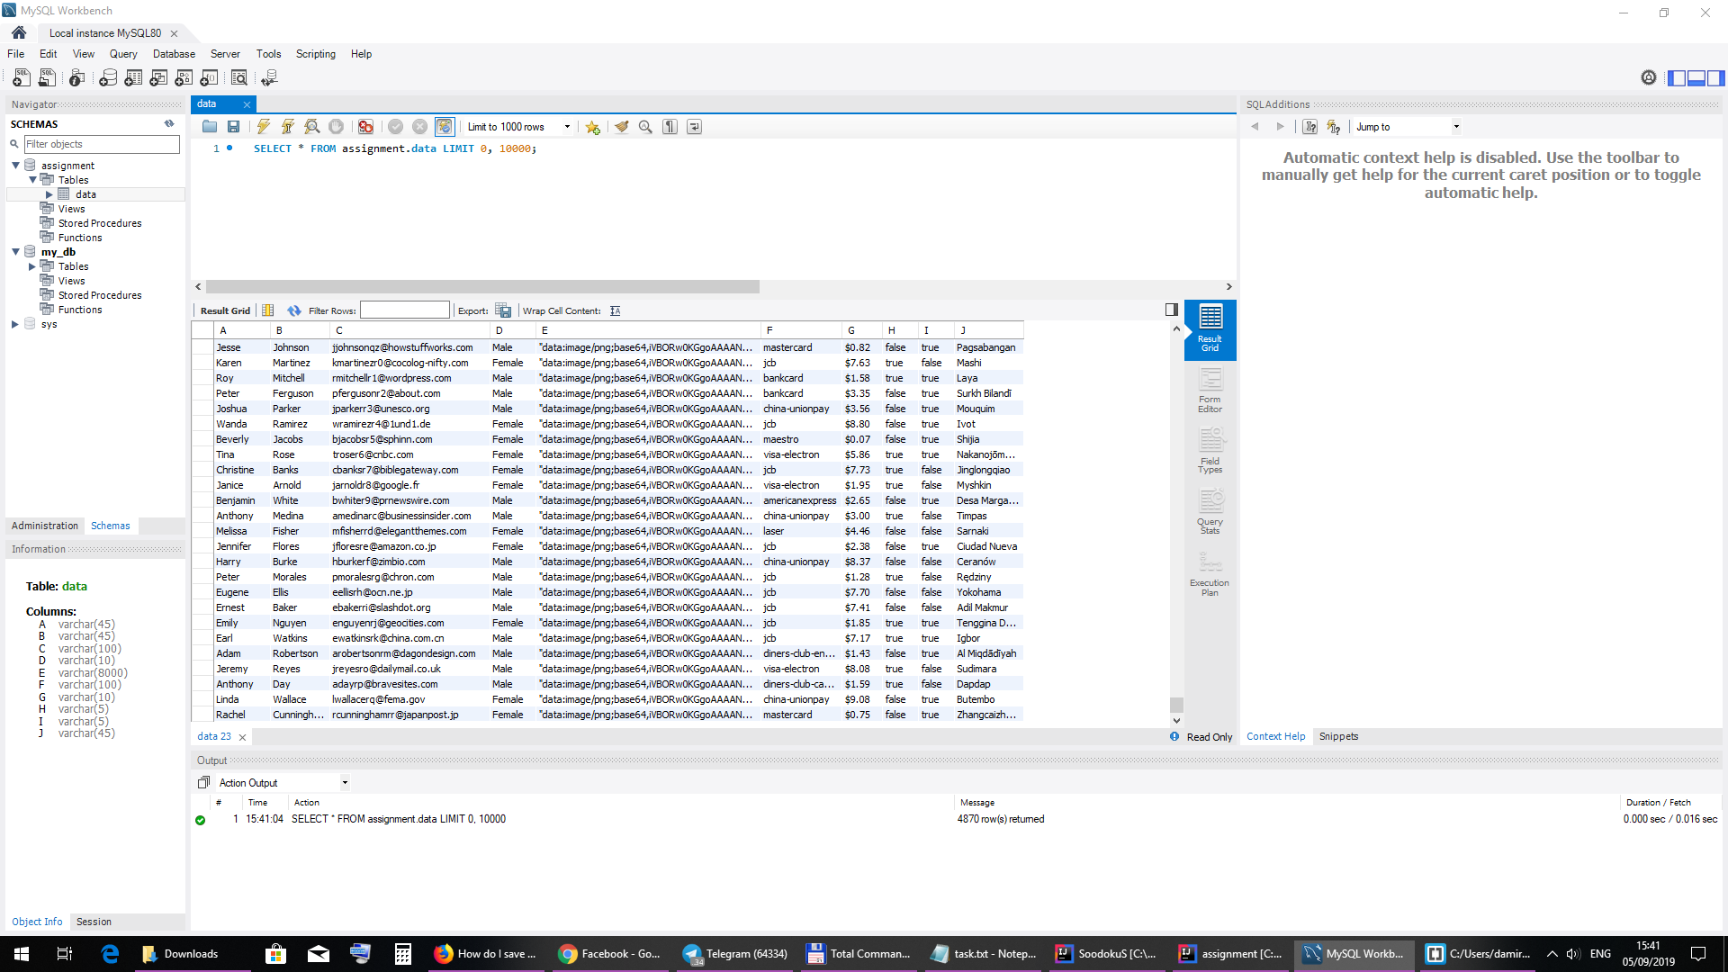 MySQL Workbench
Local instance MySQL80
File Edit View Query Database Server Tools Scripting Help
Navigator
SCHEMAS
Filter objects
assignment
Tables
data
Views
Stored Procedures
Functions
my_db
Tables
Views
Stored Procedures
Functions
sys
Administration Schemas
Information
Table: data
Columns:
A varchar(45)
B varchar(45)
C varchar(100)
D varchar(10)
E varchar(8000)
F varchar(100)
G varchar(10)
H varchar(5)
I varchar(5)
J varchar(45)
Object Info Session
data
Limit to 1000 rows
1 SELECT * FROM assignment.data LIMIT 0, 10000;
Result Grid Filter Rows: Export: Wrap Cell Content:
A B C D E F G H I J
Jesse Johnson jjohnsonqz@howstuffworks.com Male "data:image/png;base64,iVBORw0KGgoAAAAN... mastercard $0.82 false true Pagsabangan
Karen Martinez kmartinezr0@cocolog-nifty.com Female "data:image/png;base64,iVBORw0KGgoAAAAN... jcb $7.63 true false Mashi
Roy Mitchell rmitchellr1@wordpress.com Male "data:image/png;base64,iVBORw0KGgoAAAAN... bankcard $1.58 true true Laya
Peter Ferguson pfergusonr2@about.com Male "data:image/png;base64,iVBORw0KGgoAAAAN... bankcard $3.35 false true Surkh Bilandī
Joshua Parker jparkerr3@unesco.org Male "data:image/png;base64,iVBORw0KGgoAAAAN... china-unionpay $3.56 false true Mouquim
Wanda Ramirez wramirezr4@1und1.de Female "data:image/png;base64,iVBORw0KGgoAAAAN... jcb $8.80 false true Ivot
Beverly Jacobs bjacobsr5@sphinn.com Female "data:image/png;base64,iVBORw0KGgoAAAAN... maestro $0.07 false true Shijia
Tina Rose troser6@cnbc.com Female "data:image/png;base64,iVBORw0KGgoAAAAN... visa-electron $5.86 true true Nakanojōm...
Christine Banks cbanksr7@biblegateway.com Female "data:image/png;base64,iVBORw0KGgoAAAAN... jcb $7.73 true false Jinglongqiao
Janice Arnold jarnoldr8@google.fr Female "data:image/png;base64,iVBORw0KGgoAAAAN... visa-electron $1.95 true true Myshkin
Benjamin White bwhiter9@prnewswire.com Male "data:image/png;base64,iVBORw0KGgoAAAAN... americanexpress $2.65 true false Desa Marga...
Anthony Medina amedinarc@businessinsider.com Male "data:image/png;base64,iVBORw0KGgoAAAAN... china-unionpay $3.00 true true Timpas
Melissa Fisher mfisherrd@elegantthemes.com Female "data:image/png;base64,iVBORw0KGgoAAAAN... laser $4.46 false true Sarnaki
Jennifer Flores jfloresre@amazon.co.jp Female "data:image/png;base64,iVBORw0KGgoAAAAN... jcb $2.38 false true Ciudad Nueva
Harry Burke hburkerf@zimbio.com Male "data:image/png;base64,iVBORw0KGgoAAAAN... china-unionpay $8.37 false true Ceranów
Peter Morales pmoralesrg@chron.com Male "data:image/png;base64,iVBORw0KGgoAAAAN... jcb $1.28 true false Rędziny
Eugene Ellis eellisrh@ocn.ne.jp Male "data:image/png;base64,iVBORw0KGgoAAAAN... jcb $7.70 false false Yokohama
Ernest Baker ebakerri@slashdot.org Male "data:image/png;base64,iVBORw0KGgoAAAAN... jcb $7.41 false false Adil Makmur
Emily Nguyen enguyenrj@geocities.com Female "data:image/png;base64,iVBORw0KGgoAAAAN... jcb $1.85 false true Tenggina D...
Earl Watkins ewatkinsrk@china.com.cn Male "data:image/png;base64,iVBORw0KGgoAAAAN... jcb $7.17 true true Igbor
Adam Robertson arobertsonrm@dagondesign.com Male "data:image/png;base64,iVBORw0KGgoAAAAN... diners-club-en... $1.43 false true Al Miqdādīyah
Jeremy Reyes jreyesro@dailymail.co.uk Male "data:image/png;base64,iVBORw0KGgoAAAAN... visa-electron $8.08 true false Sudimara
Anthony Day adayrp@bravesites.com Male "data:image/png;base64,iVBORw0KGgoAAAAN... diners-club-ca... $1.59 true false Dapdap
Linda Wallace lwallacerq@fema.gov Female "data:image/png;base64,iVBORw0KGgoAAAAN... china-unionpay $9.08 true true Butembo
Rachel Cunningh... rcunninghamrr@japanpost.jp Female "data:image/png;base64,iVBORw0KGgoAAAAN... mastercard $0.75 false true Zhangcaizh...
Result Grid
Form Editor
Field Types
Query Stats
Execution Plan
data 23 Read Only
SQLAdditions
Jump to
Automatic context help is disabled. Use the toolbar to
manually get help for the current caret position or to toggle
automatic help.
Context Help Snippets
Output
Action Output
# Time Action Message Duration / Fetch
1 15:41:04 SELECT * FROM assignment.data LIMIT 0, 10000 4870 row(s) returned 0.000 sec / 0.016 sec
Downloads How do I save ... Facebook - Go... Telegram (64334) Total Comman... task.txt - Notep... SoodokuS [C:\... assignment [C:... MySQL Workb... C:/Users/damir... ENG 15:41
05/09/2019
34